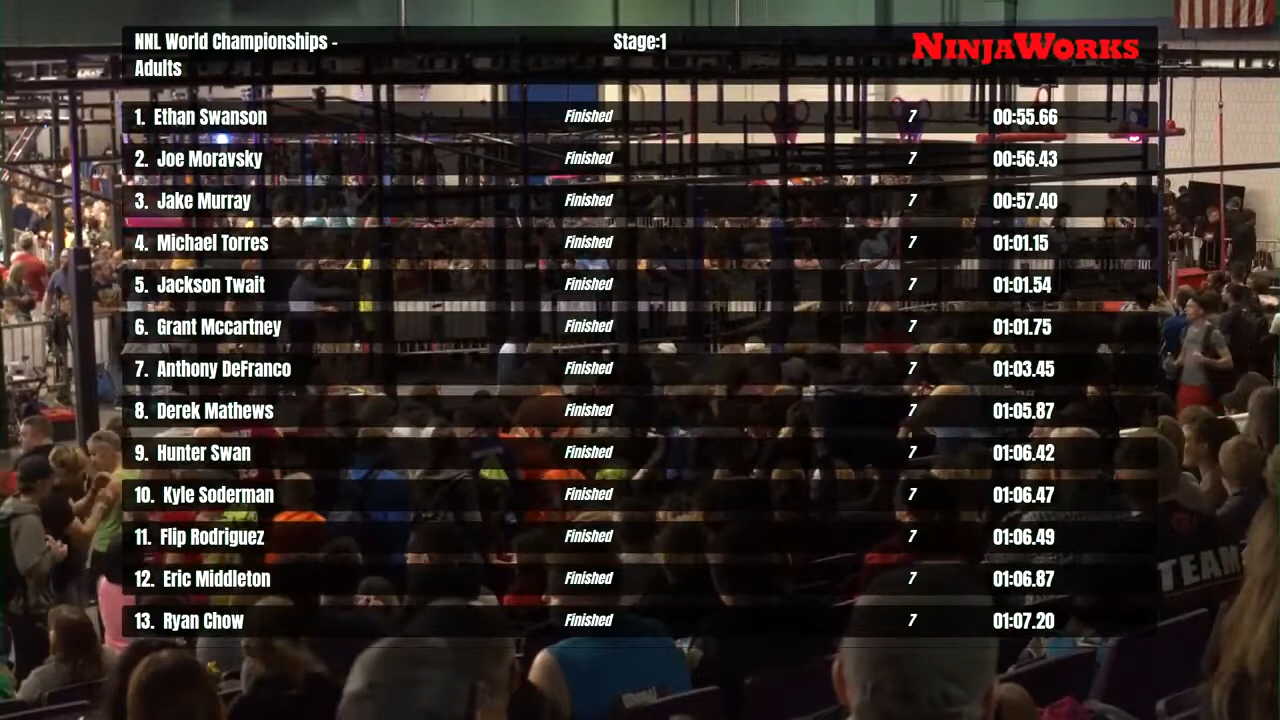 NNL World Championships -
Adults
Stage:1
NINJAWORKS
1. Ethan Swanson Finished 7 00:55.66
2. Joe Moravsky Finished 7 00:56.43
3. Jake Murray Finished 7 00:57.40
4. Michael Torres Finished 7 01:01.15
5. Jackson Twait Finished 7 01:01.54
6. Grant Mccartney Finished 7 01:01.75
7. Anthony DeFranco Finished 7 01:03.45
8. Derek Mathews Finished 7 01:05.87
9. Hunter Swan Finished 7 01:06.42
10. Kyle Soderman Finished 7 01:06.47
11. Flip Rodriguez Finished 7 01:06.49
12. Eric Middleton Finished 7 01:06.87
13. Ryan Chow Finished 7 01:07.20
TEAM